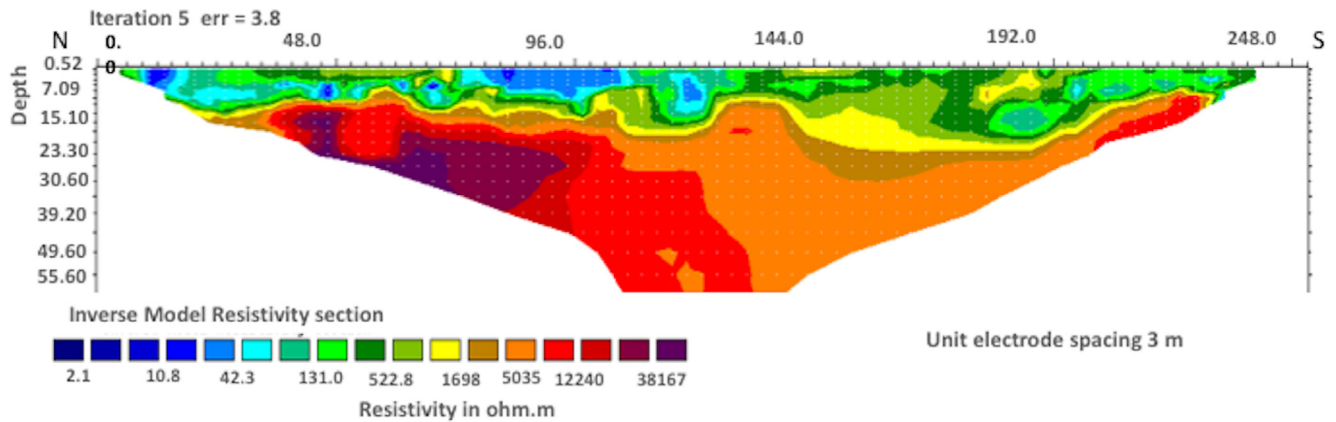 Iteration 5 err = 3.8
N 0. 48.0 96.0 144.0 192.0 248.0 S
0
0.52
7.09
15.10
23.30
30.60
39.20
49.60
55.60
Depth
Inverse Model Resistivity section
Unit electrode spacing 3 m
2.1 10.8 42.3 131.0 522.8 1698 5035 12240 38167
Resistivity in ohm.m